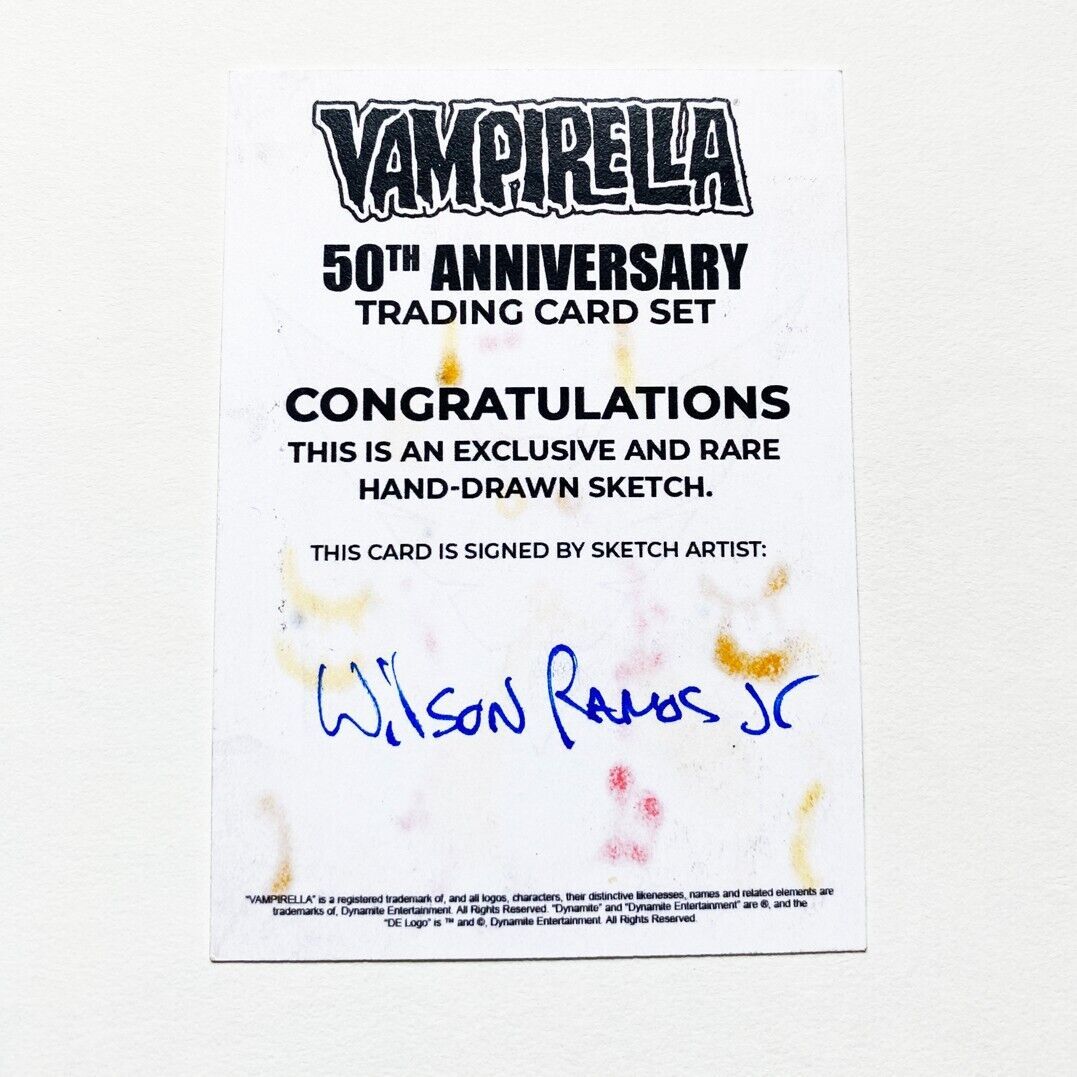 VAMPIRELLA
50TH ANNIVERSARY
TRADING CARD SET
CONGRATULATIONS
THIS IS AN EXCLUSIVE AND RARE
HAND-DRAWN SKETCH.
THIS CARD IS SIGNED BY SKETCH ARTIST:
Wilson Ramos Jr
"VAMPIRELLA" is a registered trademark of, and all logos, characters, their distinctive likenesses, names and related elements are
trademarks of, Dynamite Entertainment. All Rights Reserved. "Dynamite" and "Dynamite Entertainment" are ®, and the
"DE Logo" is ™ and ©, Dynamite Entertainment. All Rights Reserved.